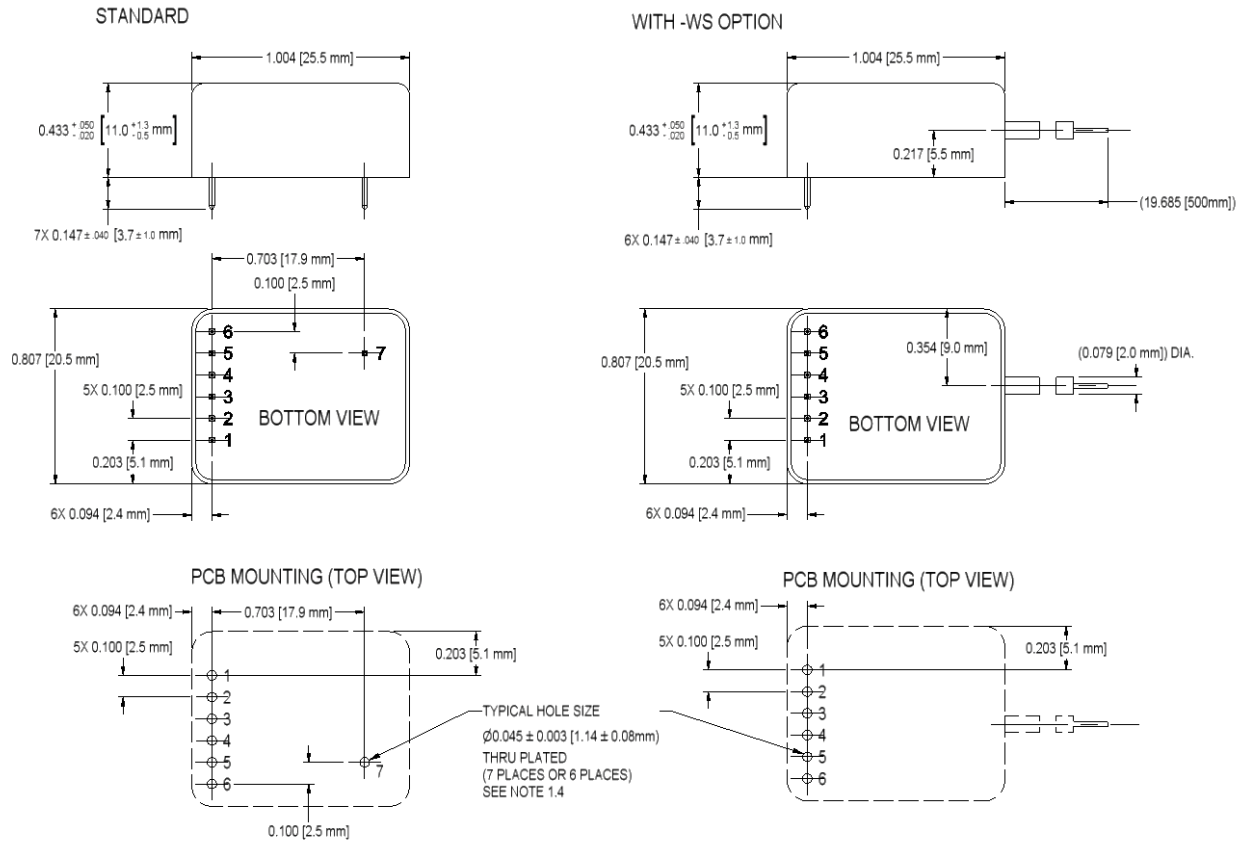 STANDARD
1.004 [25.5 mm]
0.433 +.050 -.020 [11.0 +1.3 -0.5 mm]
7X 0.147 ± .040 [3.7 ± 1.0 mm]
0.703 [17.9 mm]
0.100 [2.5 mm]
0.807 [20.5 mm]
6
5
4
3
2
1
7
5X 0.100 [2.5 mm]
BOTTOM VIEW
0.203 [5.1 mm]
6X 0.094 [2.4 mm]
PCB MOUNTING (TOP VIEW)
6X 0.094 [2.4 mm]
0.703 [17.9 mm]
5X 0.100 [2.5 mm]
0.203 [5.1 mm]
1
2
3
4
5
6
7
0.100 [2.5 mm]
TYPICAL HOLE SIZE
Ø0.045 ± 0.003 [1.14 ± 0.08mm)
THRU PLATED
(7 PLACES OR 6 PLACES)
SEE NOTE 1.4
WITH -WS OPTION
1.004 [25.5 mm]
0.433 +.050 -.020 [11.0 +1.3 -0.5 mm]
0.217 [5.5 mm]
(19.685 [500mm])
6X 0.147 ± .040 [3.7 ± 1.0 mm]
0.807 [20.5 mm]
6
5
4
3
2
1
0.354 [9.0 mm]
(0.079 [2.0 mm]) DIA.
5X 0.100 [2.5 mm]
BOTTOM VIEW
0.203 [5.1 mm]
6X 0.094 [2.4 mm]
PCB MOUNTING (TOP VIEW)
6X 0.094 [2.4 mm]
5X 0.100 [2.5 mm]
0.203 [5.1 mm]
1
2
3
4
5
6